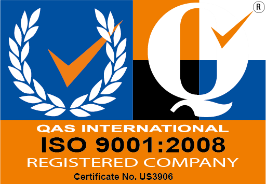 Q ®
QAS INTERNATIONAL
ISO 9001:2008
REGISTERED COMPANY
Certificate No. US3906